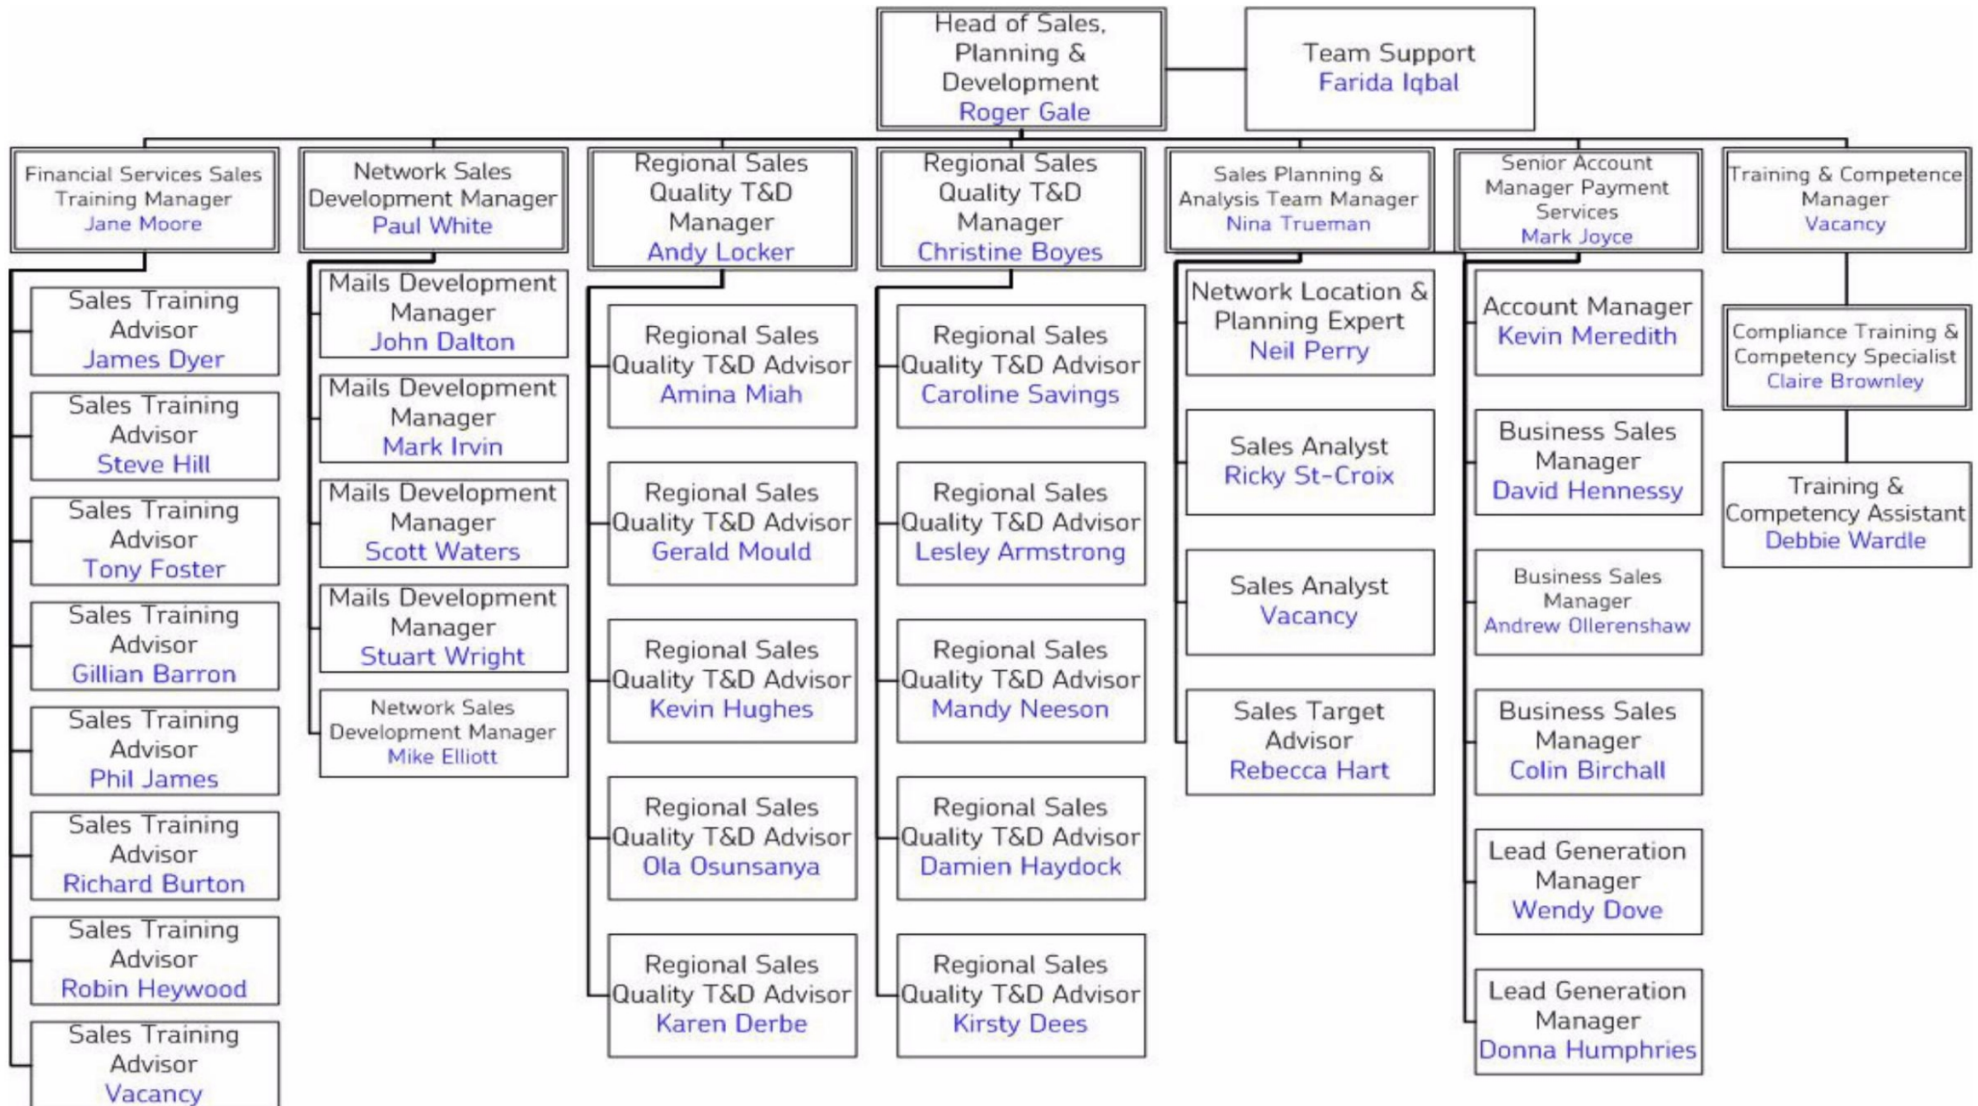 Head of Sales,
Planning &
Development
Roger Gale
Team Support
Farida Iqbal
Financial Services Sales
Training Manager
Jane Moore
Network Sales
Development Manager
Paul White
Regional Sales
Quality T&D
Manager
Andy Locker
Regional Sales
Quality T&D
Manager
Christine Boyes
Sales Planning &
Analysis Team Manager
Nina Trueman
Senior Account
Manager Payment
Services
Mark Joyce
Training & Competence
Manager
Vacancy
Sales Training
Advisor
James Dyer
Sales Training
Advisor
Steve Hill
Sales Training
Advisor
Tony Foster
Sales Training
Advisor
Gillian Barron
Sales Training
Advisor
Phil James
Sales Training
Advisor
Richard Burton
Sales Training
Advisor
Robin Heywood
Sales Training
Advisor
Vacancy
Mails Development
Manager
John Dalton
Mails Development
Manager
Mark Irvin
Mails Development
Manager
Scott Waters
Mails Development
Manager
Stuart Wright
Network Sales
Development Manager
Mike Elliott
Regional Sales
Quality T&D Advisor
Amina Miah
Regional Sales
Quality T&D Advisor
Gerald Mould
Regional Sales
Quality T&D Advisor
Kevin Hughes
Regional Sales
Quality T&D Advisor
Ola Osunsanya
Regional Sales
Quality T&D Advisor
Karen Derbe
Regional Sales
Quality T&D Advisor
Caroline Savings
Regional Sales
Quality T&D Advisor
Lesley Armstrong
Regional Sales
Quality T&D Advisor
Mandy Neeson
Regional Sales
Quality T&D Advisor
Damien Haydock
Regional Sales
Quality T&D Advisor
Kirsty Dees
Network Location &
Planning Expert
Neil Perry
Sales Analyst
Ricky St-Croix
Sales Analyst
Vacancy
Sales Target
Advisor
Rebecca Hart
Account Manager
Kevin Meredith
Business Sales
Manager
David Hennessy
Business Sales
Manager
Andrew Ollerenshaw
Business Sales
Manager
Colin Birchall
Lead Generation
Manager
Wendy Dove
Lead Generation
Manager
Donna Humphries
Compliance Training &
Competency Specialist
Claire Brownley
Training &
Competency Assistant
Debbie Wardle